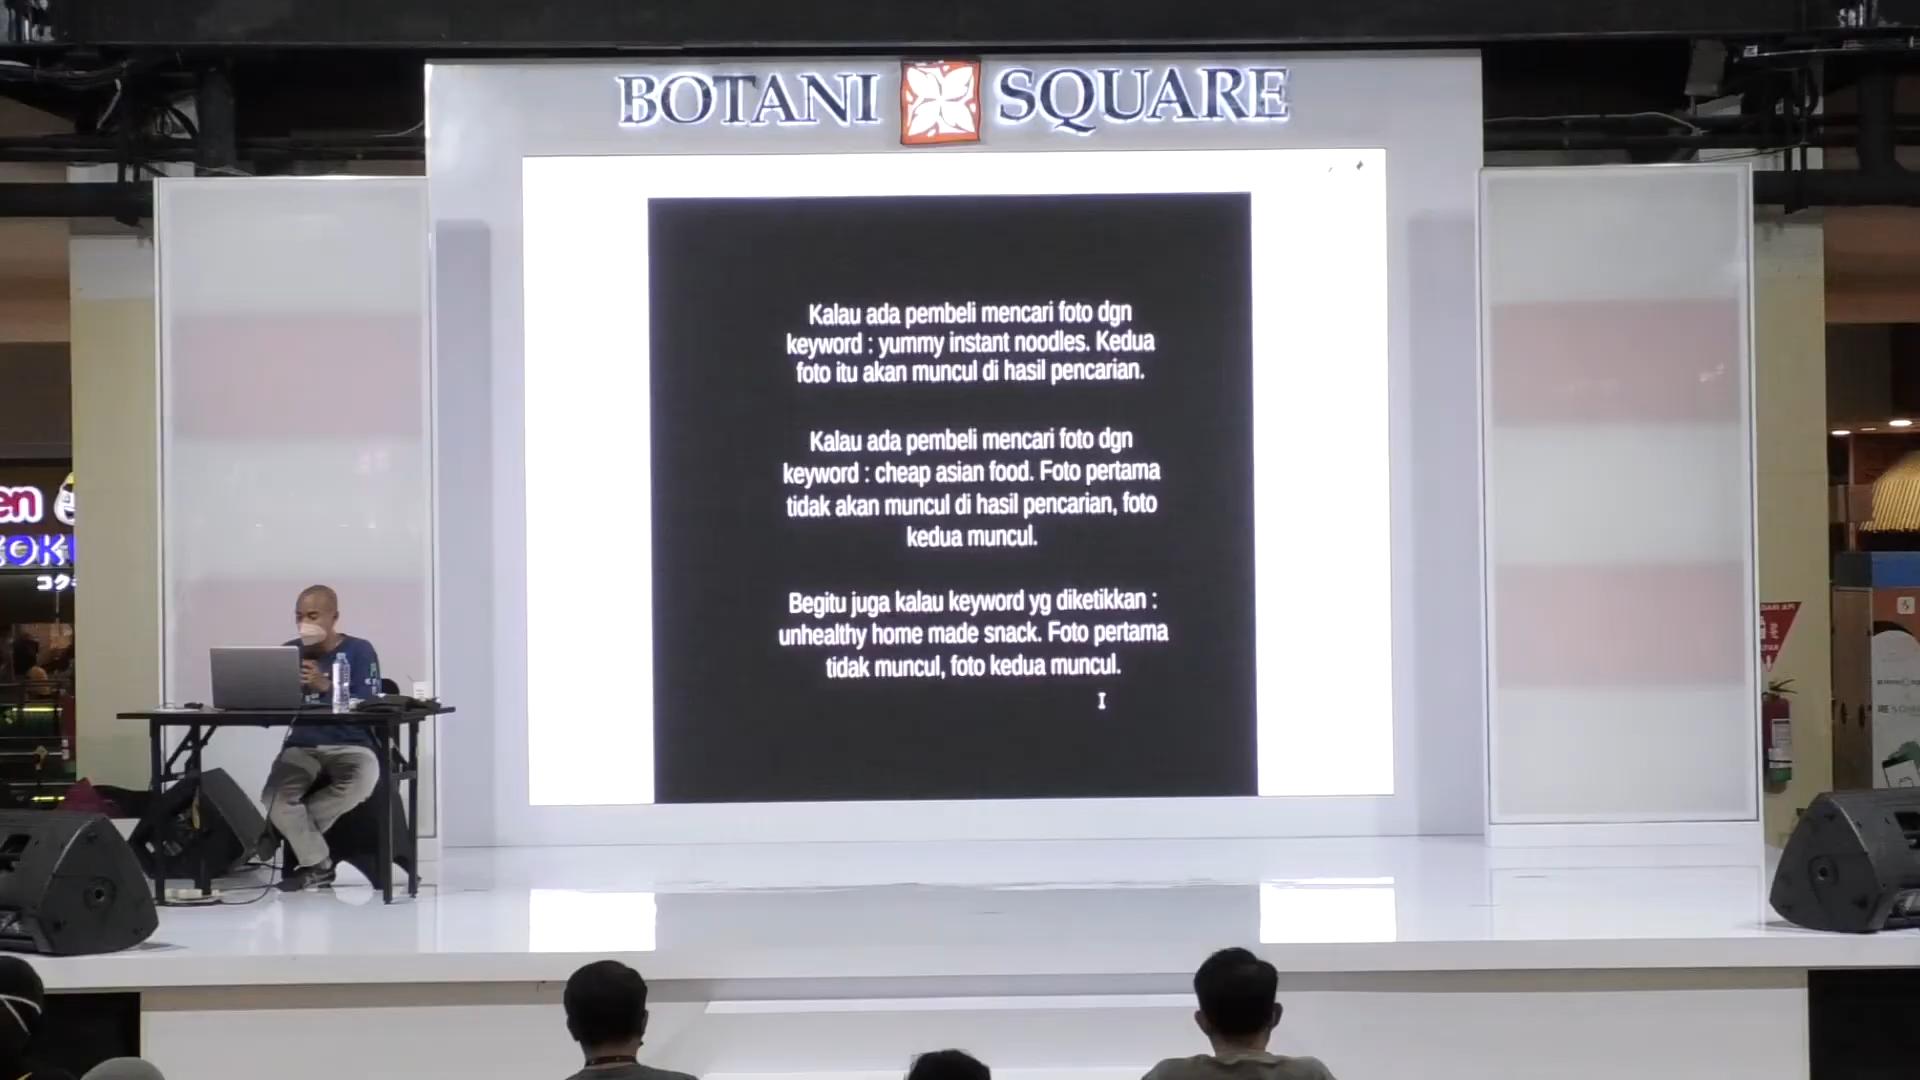 BOTANI SQUARE
Kalau ada pembeli mencari foto dgn
keyword : yummy instant noodles. Kedua
foto itu akan muncul di hasil pencarian.
Kalau ada pembeli mencari foto dgn
keyword : cheap asian food. Foto pertama
tidak akan muncul di hasil pencarian, foto
kedua muncul.
Begitu juga kalau keyword yg diketikkan :
unhealthy home made snack. Foto pertama
tidak muncul, foto kedua muncul.
en